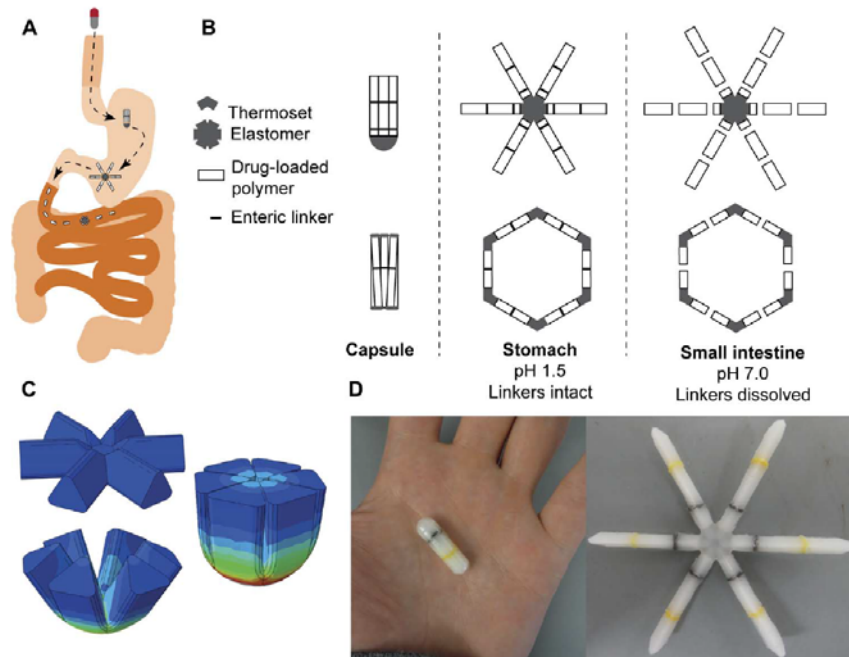 A
B
Thermoset
Elastomer
Drug-loaded
polymer
Enteric linker
Capsule
Stomach
pH 1.5
Linkers intact
Small intestine
pH 7.0
Linkers dissolved
C
D